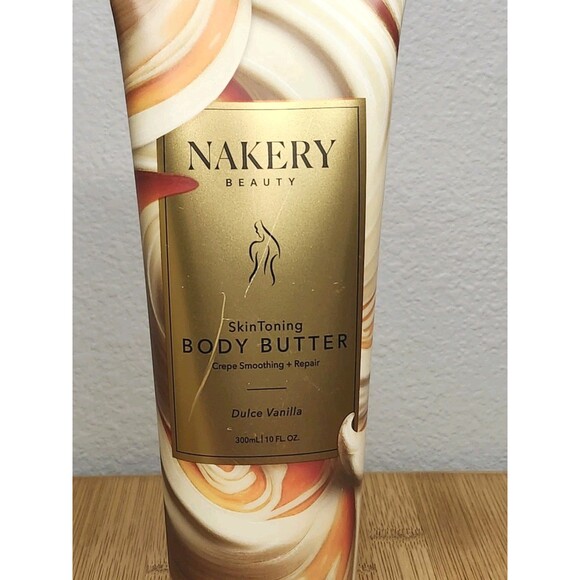 NAKERY
BEAUTY
SkinToning
BODY BUTTER
Crepe Smoothing + Repair
Dulce Vanilla
300mL | 10 FL. OZ.